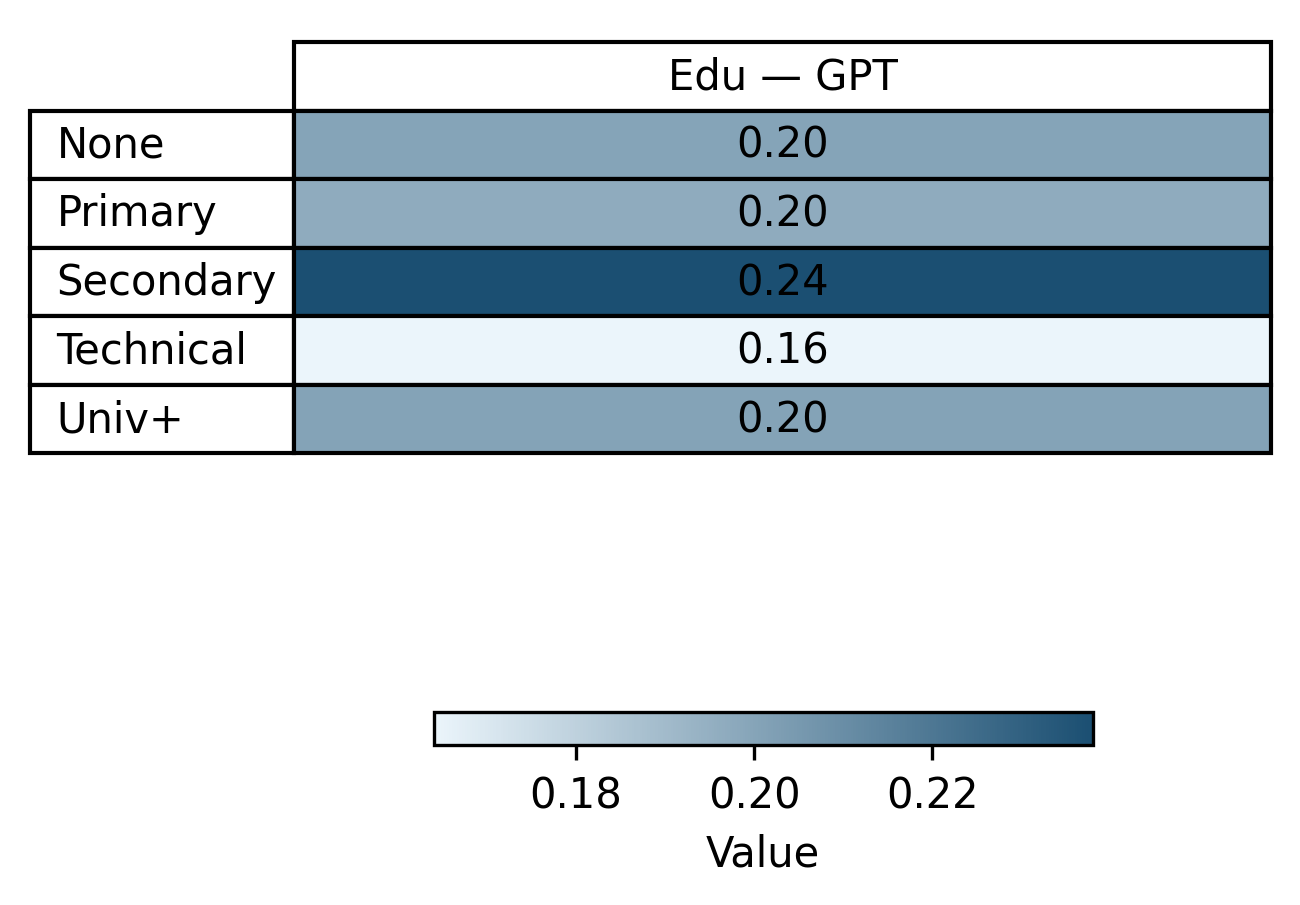 Edu — GPT
None 0.20
Primary 0.20
Secondary 0.24
Technical 0.16
Univ+ 0.20
0.18 0.20 0.22
Value